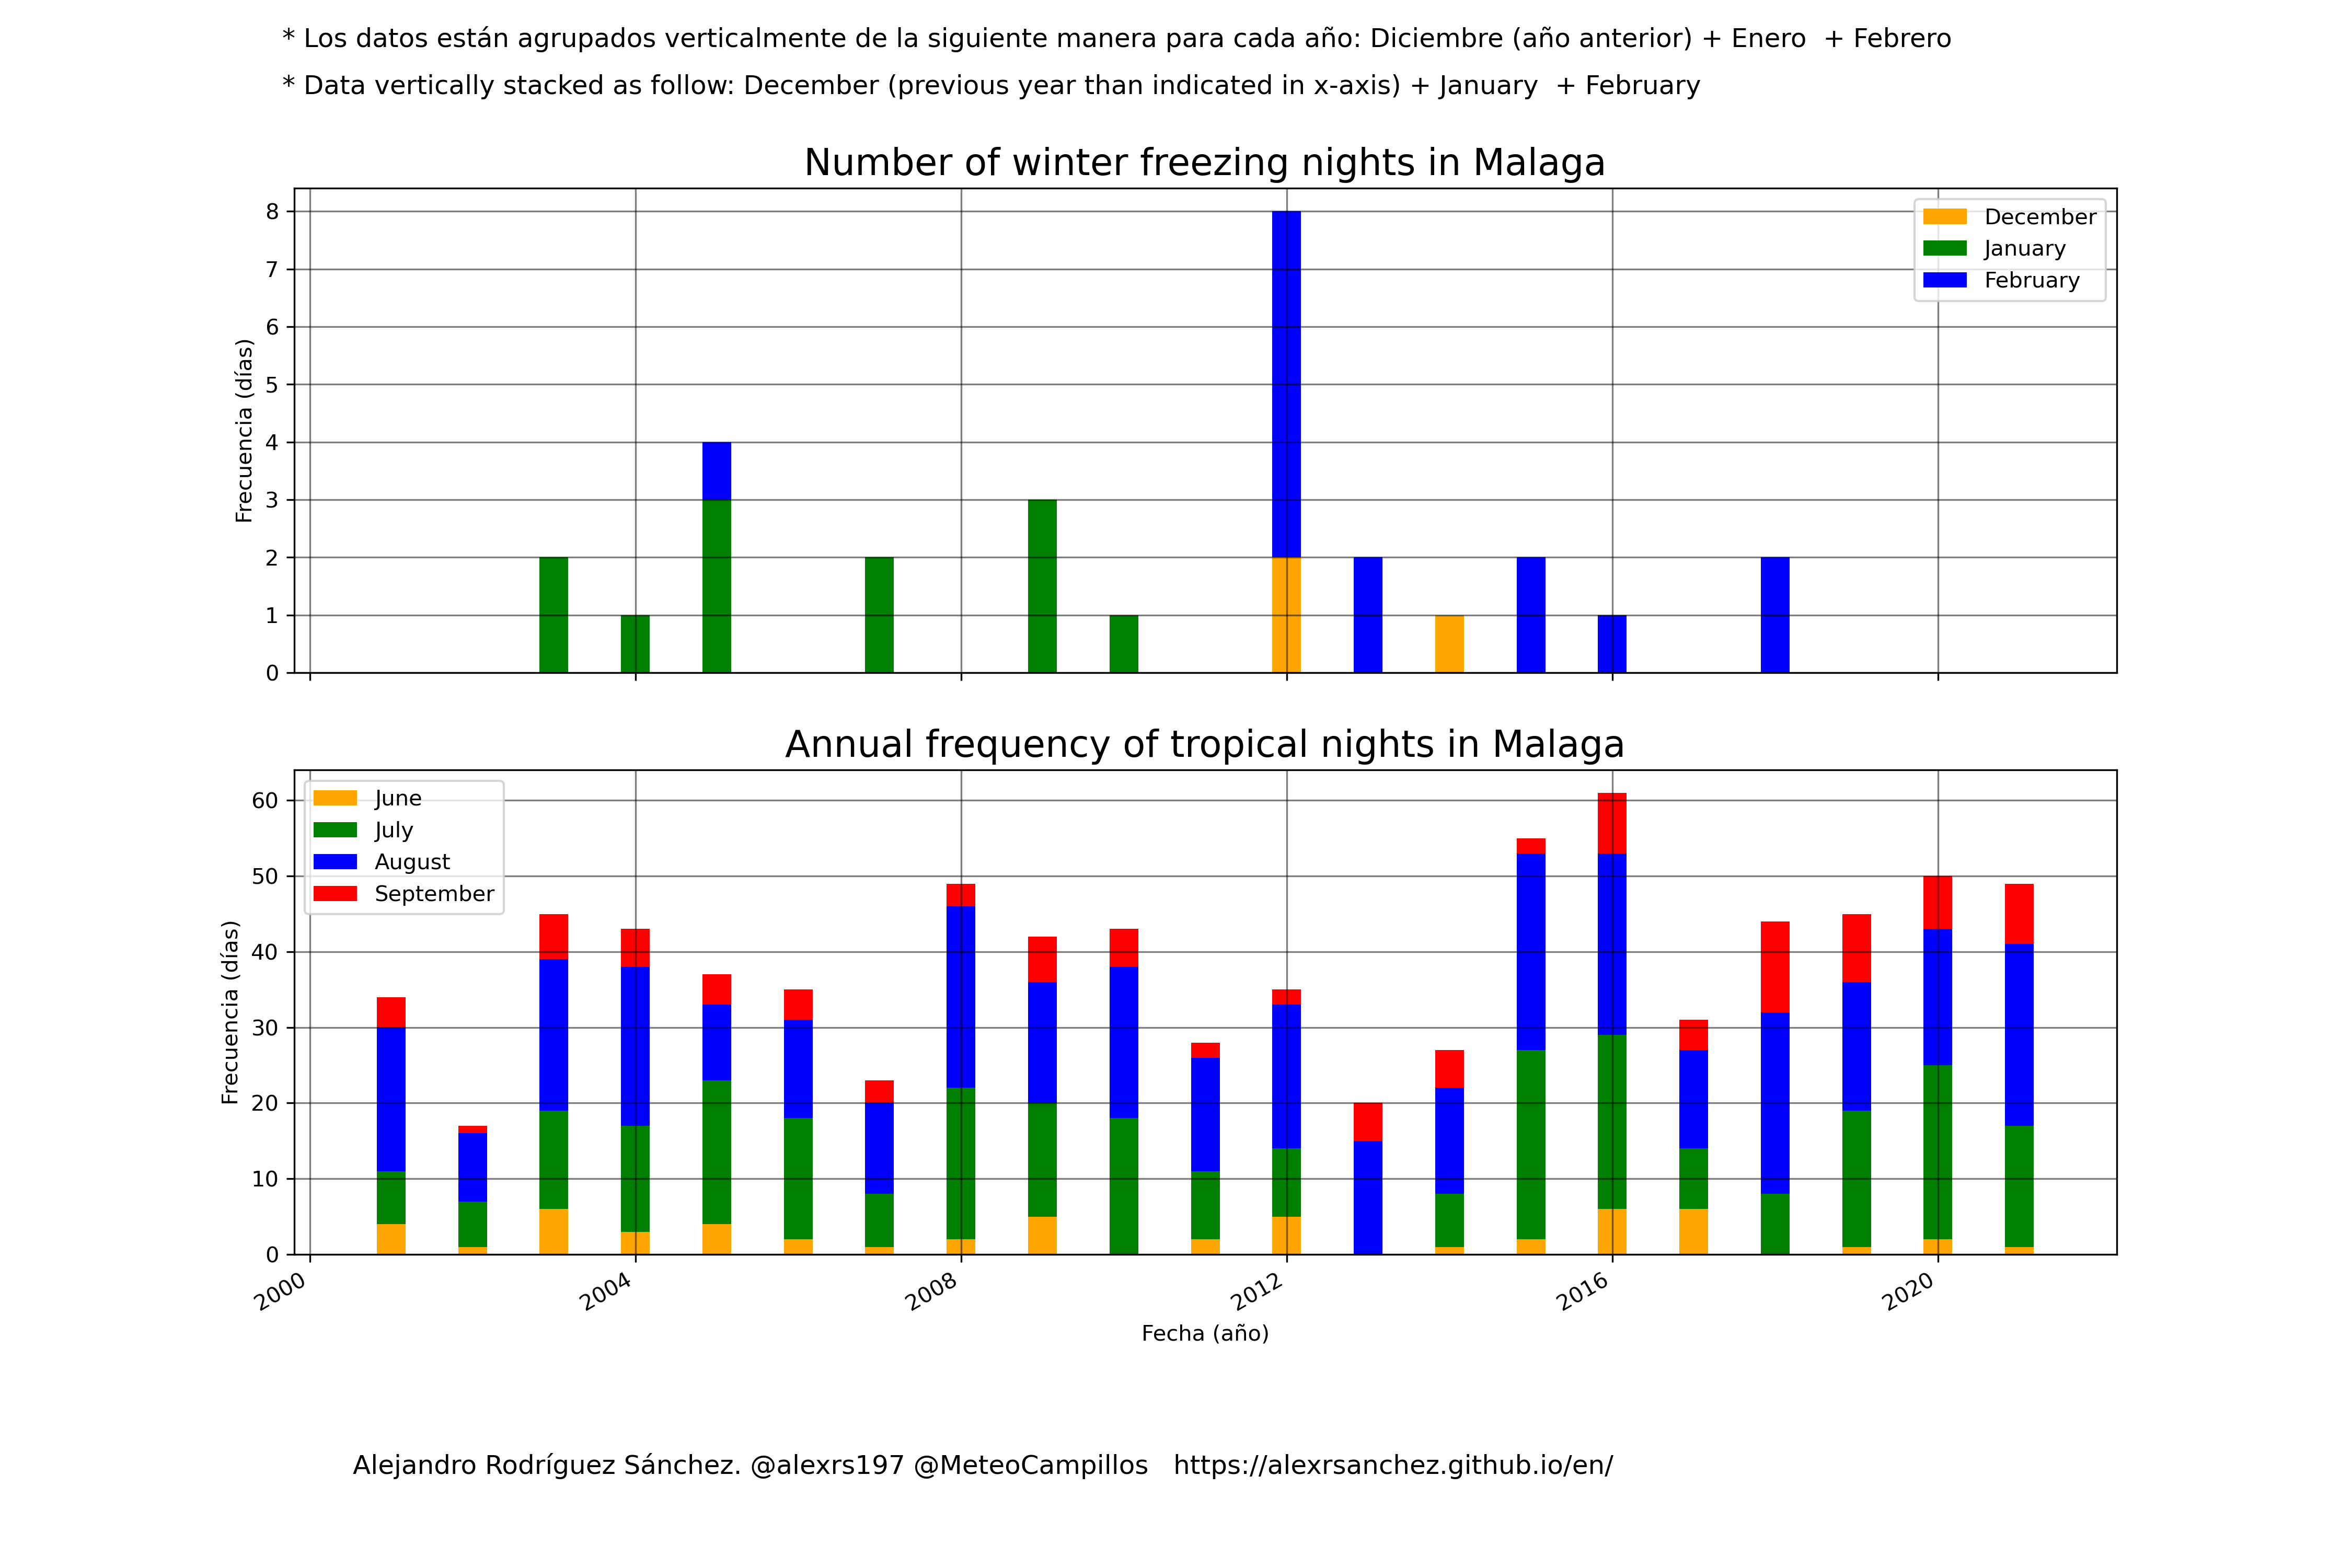 * Los datos están agrupados verticalmente de la siguiente manera para cada año: Diciembre (año anterior) + Enero  + Febrero
* Data vertically stacked as follow: December (previous year than indicated in x-axis) + January  + February
Number of winter freezing nights in Malaga
8
7
6
5
4
3
2
1
0
Frecuencia (días)
December
January
February
Annual frequency of tropical nights in Malaga
60
50
40
30
20
10
0
Frecuencia (días)
June
July
August
September
2000 2004 2008 2012 2016 2020
Fecha (año)
Alejandro Rodríguez Sánchez. @alexrs197 @MeteoCampillos   https://alexrsanchez.github.io/en/